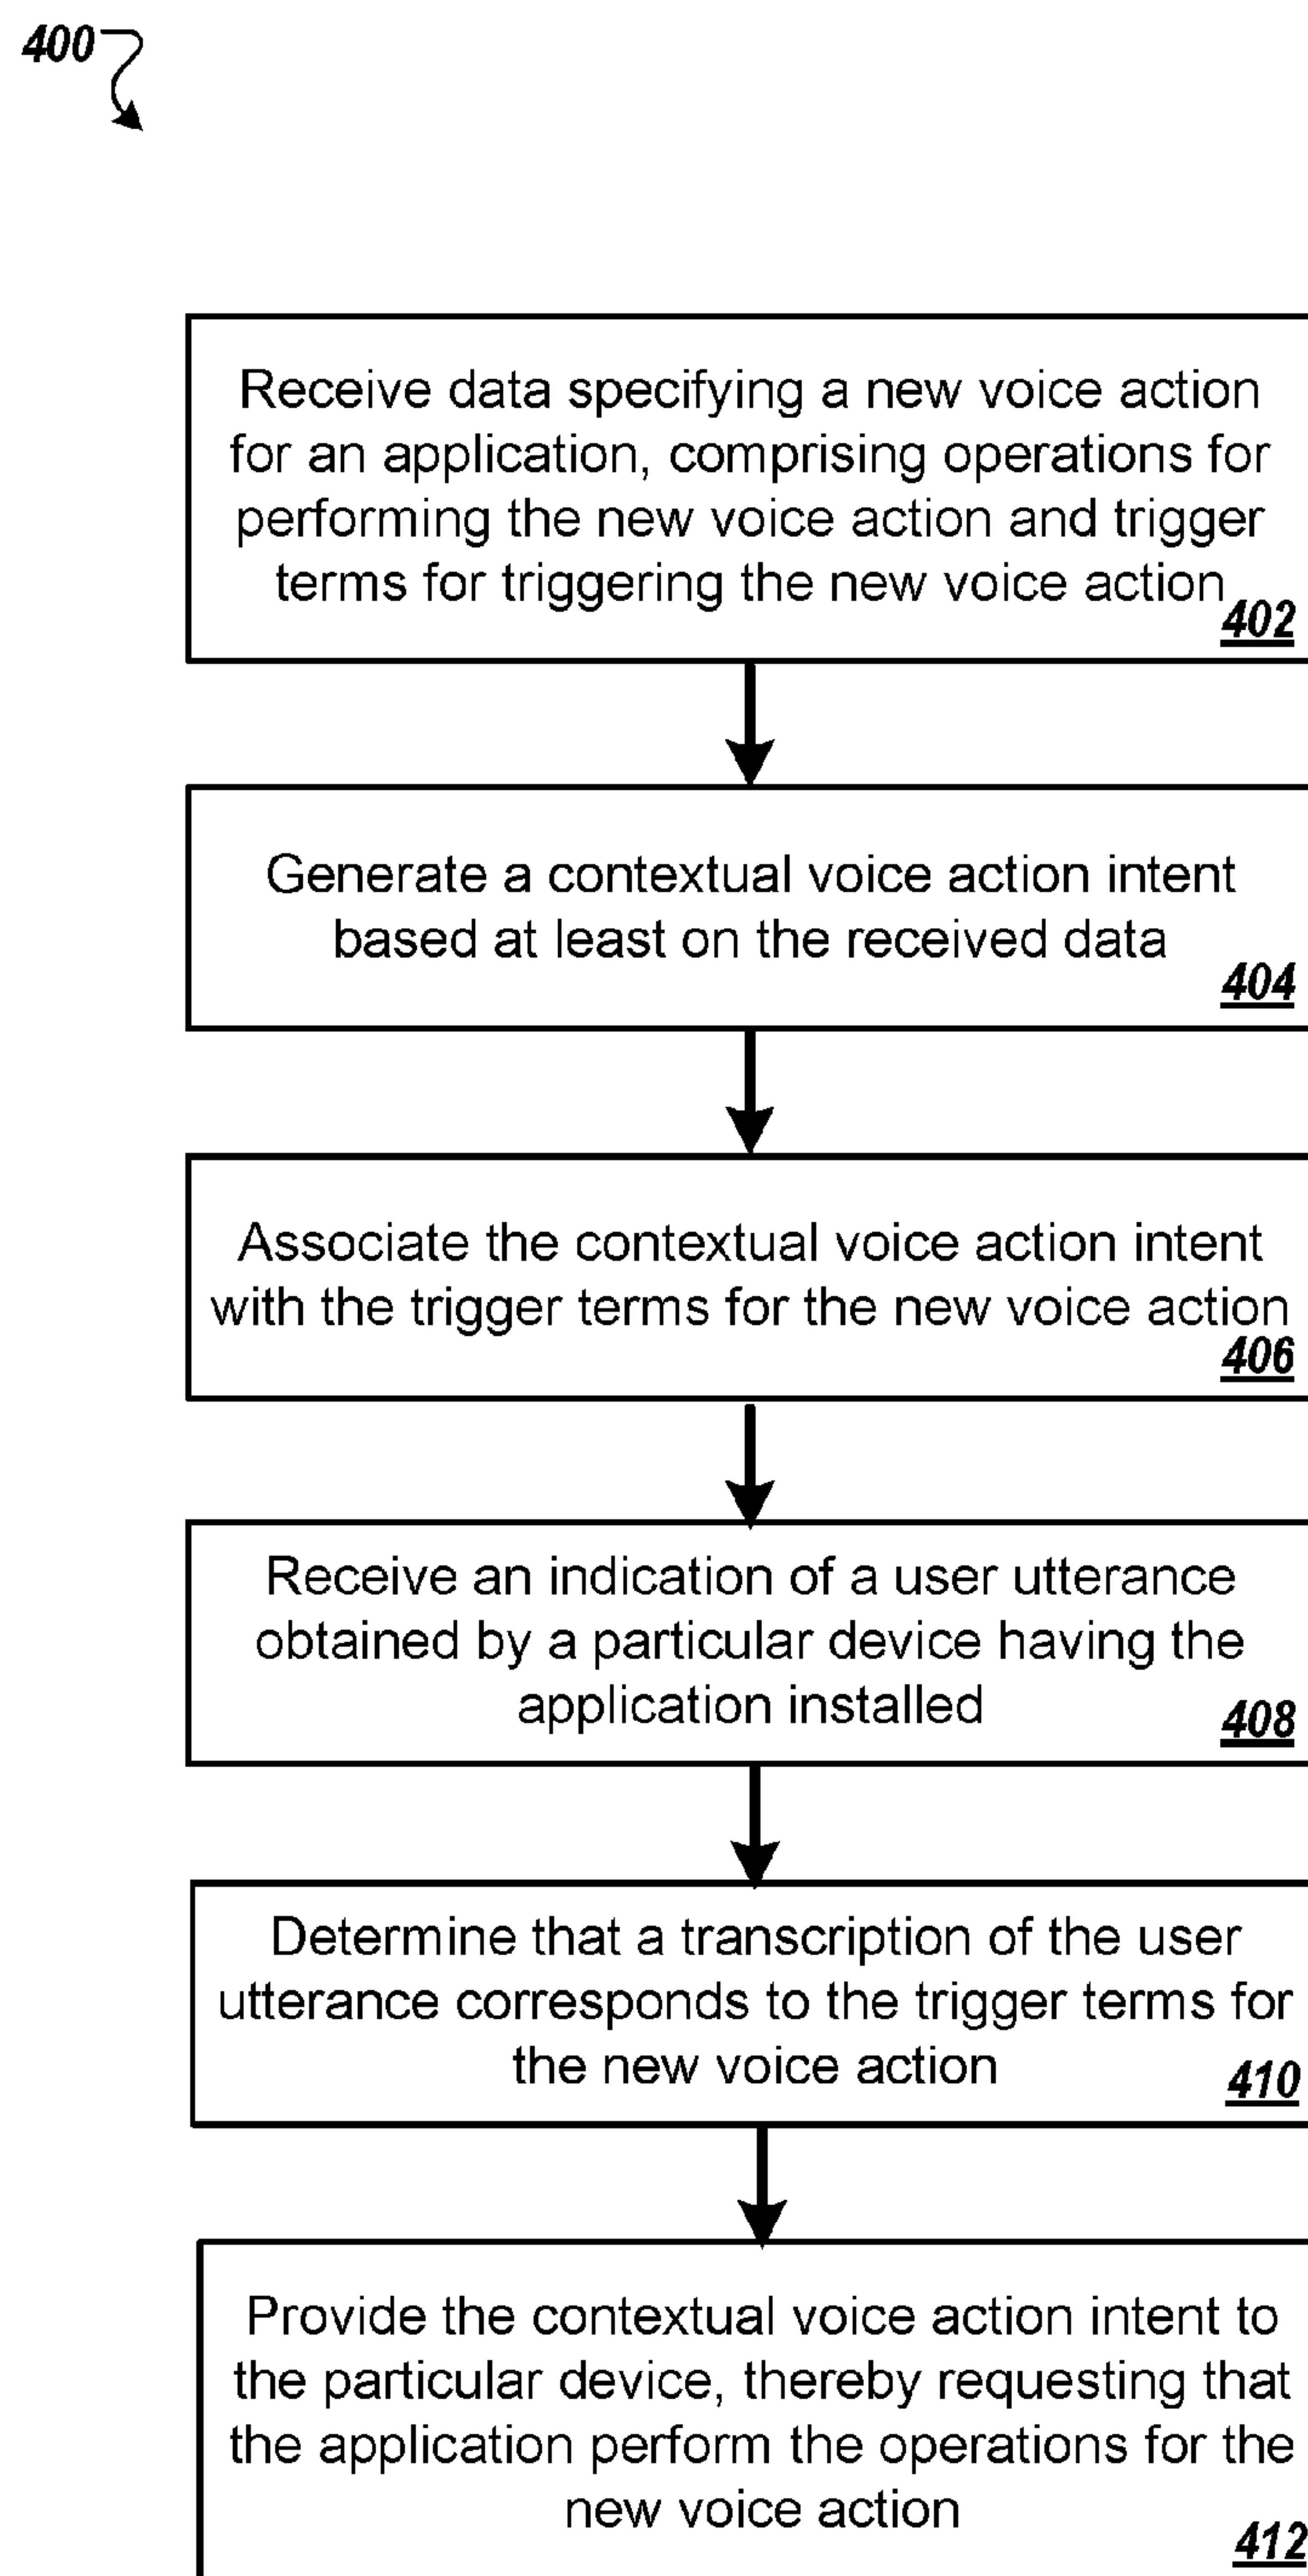 400
Receive data specifying a new voice action
for an application, comprising operations for
performing the new voice action and trigger
terms for triggering the new voice action
402
Generate a contextual voice action intent
based at least on the received data
404
Associate the contextual voice action intent
with the trigger terms for the new voice action
406
Receive an indication of a user utterance
obtained by a particular device having the
application installed
408
Determine that a transcription of the user
utterance corresponds to the trigger terms for
the new voice action
410
Provide the contextual voice action intent to
the particular device, thereby requesting that
the application perform the operations for the
new voice action
412